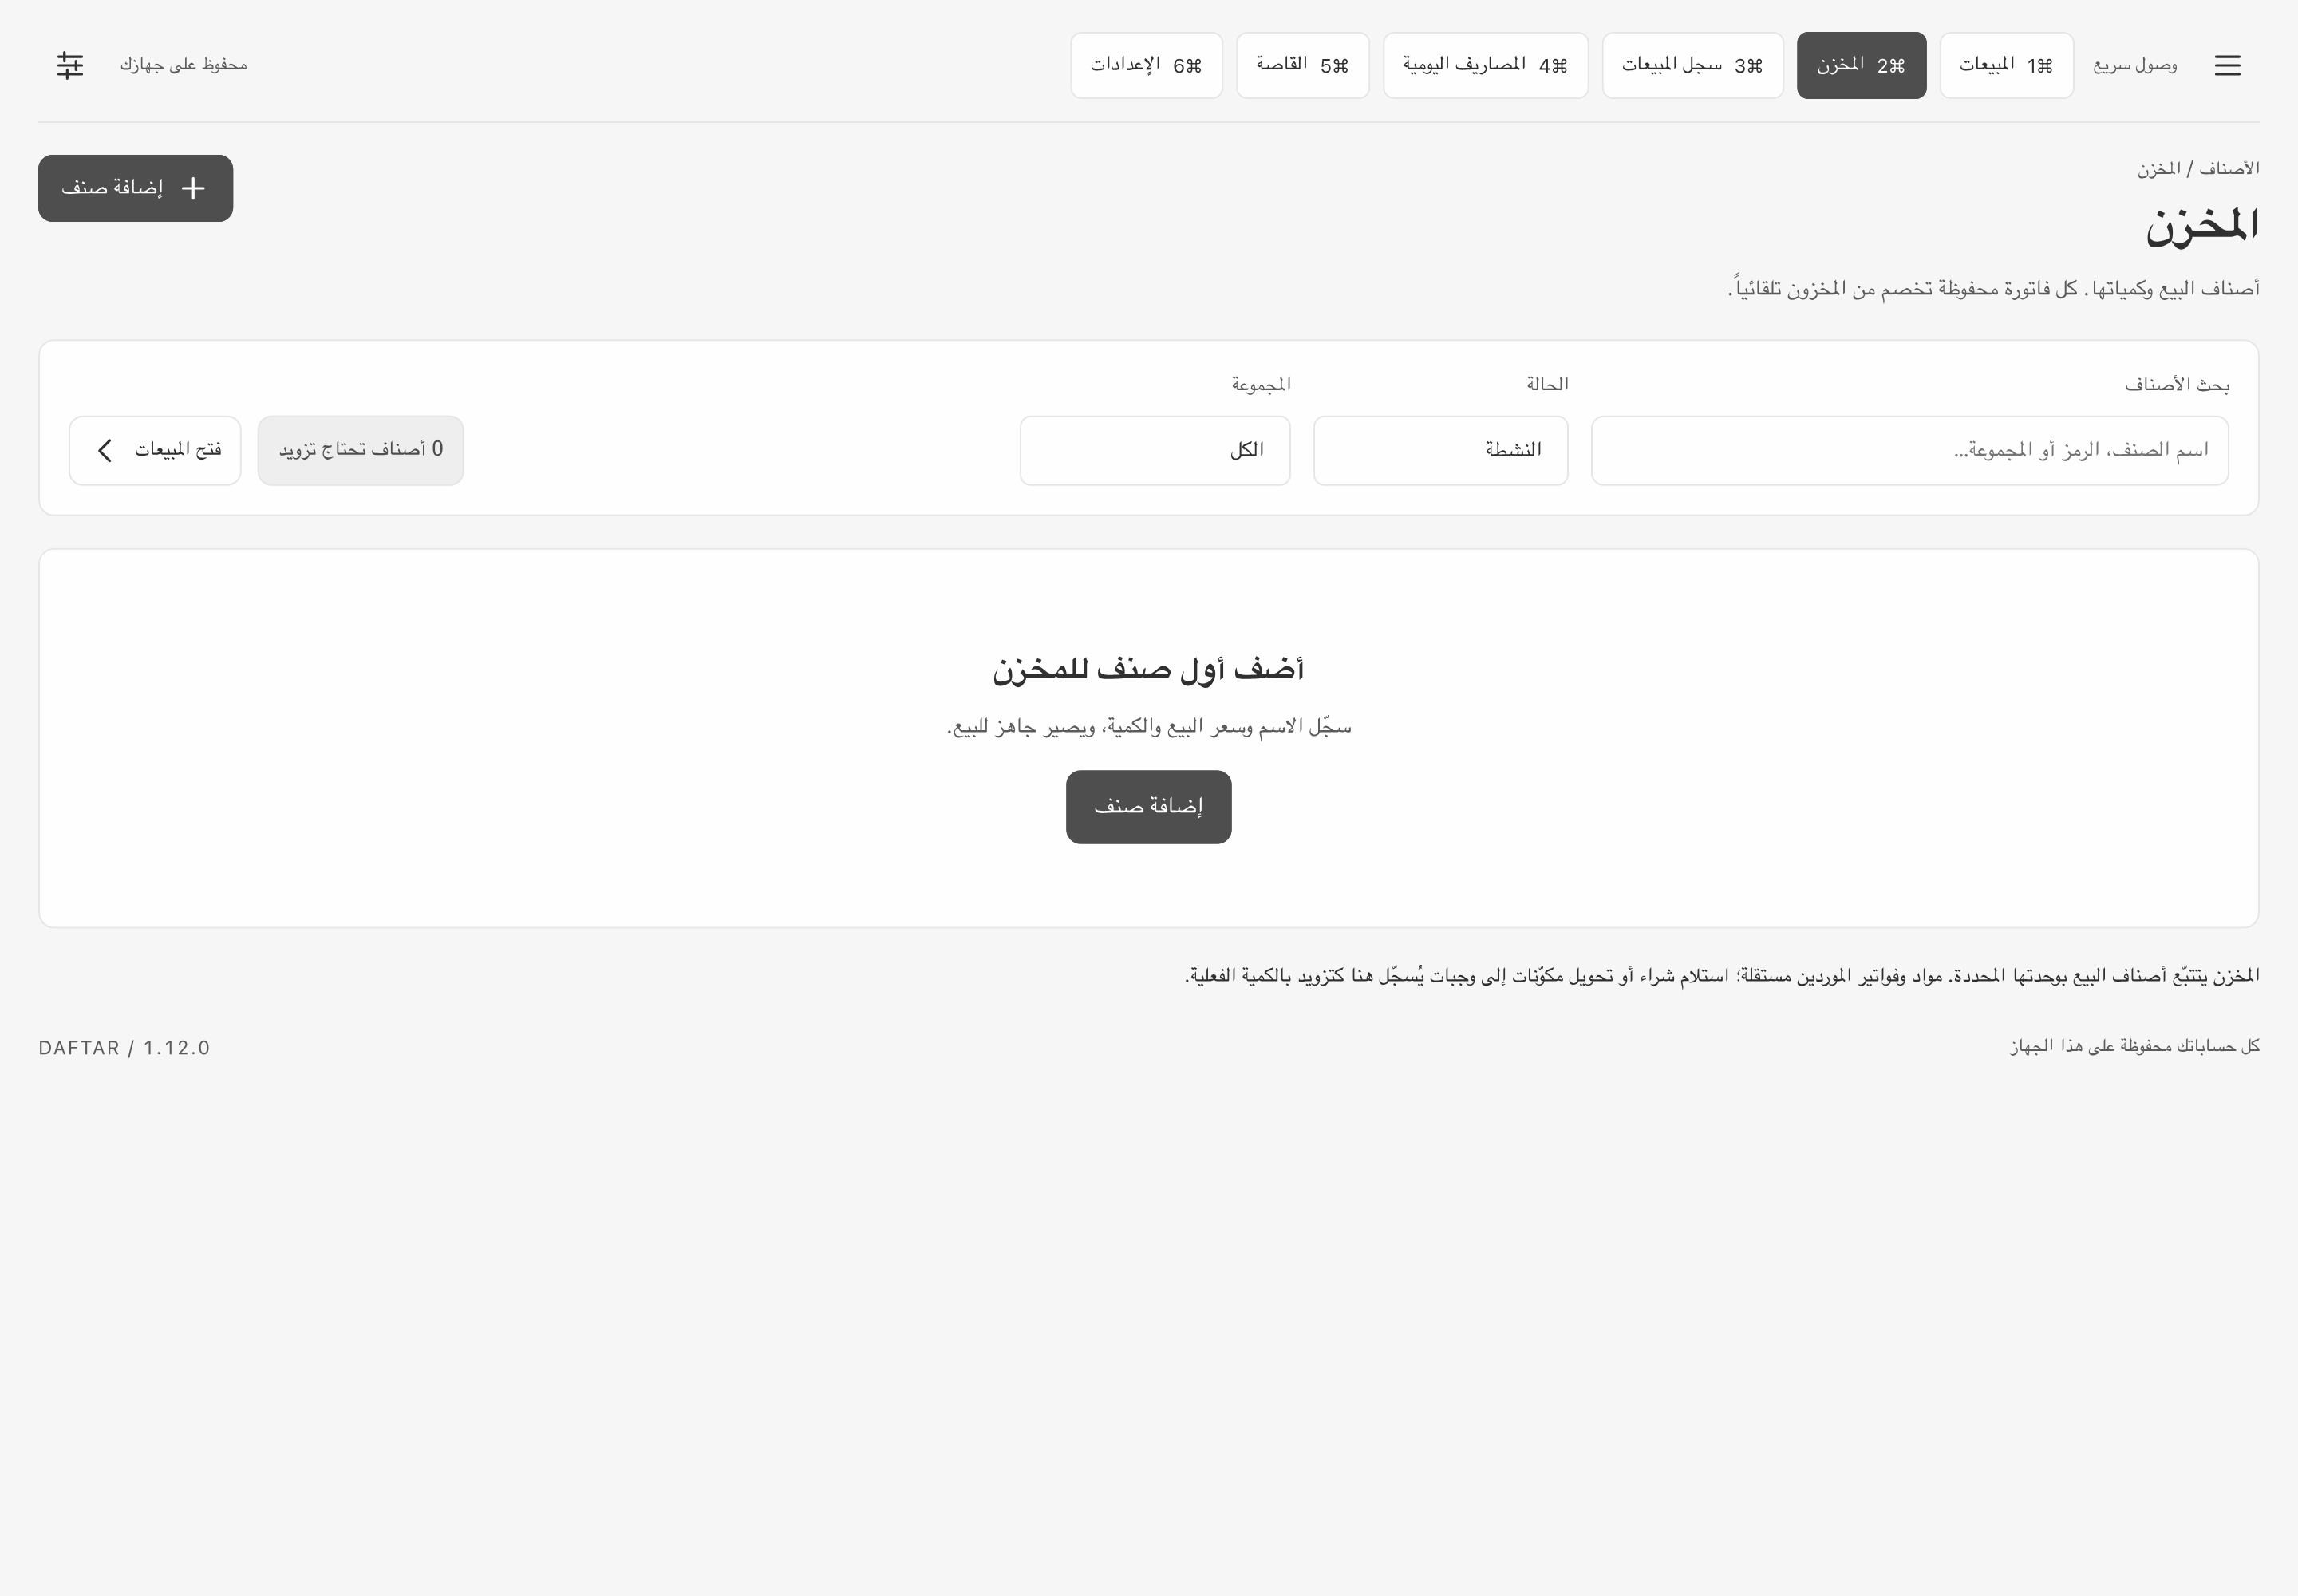 وصول سريع
⌘1 المبيعات
⌘2 المخزن
⌘3 سجل المبيعات
⌘4 المصاريف اليومية
⌘5 القاصة
⌘6 الإعدادات
محفوظ على جهازك
الأصناف / المخزن
المخزن
إضافة صنف
أصناف البيع وكمياتها. كل فاتورة محفوظة تخصم من المخزون تلقائياً.
بحث الأصناف
اسم الصنف، الرمز أو المجموعة...
الحالة
النشطة
المجموعة
الكل
0 أصناف تحتاج تزويد
فتح المبيعات
أضف أول صنف للمخزن
سجّل الاسم وسعر البيع والكمية، ويصير جاهز للبيع.
إضافة صنف
المخزن يتتبّع أصناف البيع بوحدتها المحددة. مواد وفواتير الموردين مستقلة؛ استلام شراء أو تحويل مكوّنات إلى وجبات يُسجّل هنا كتزويد بالكمية الفعلية.
كل حساباتك محفوظة على هذا الجهاز
DAFTAR / 1.12.0